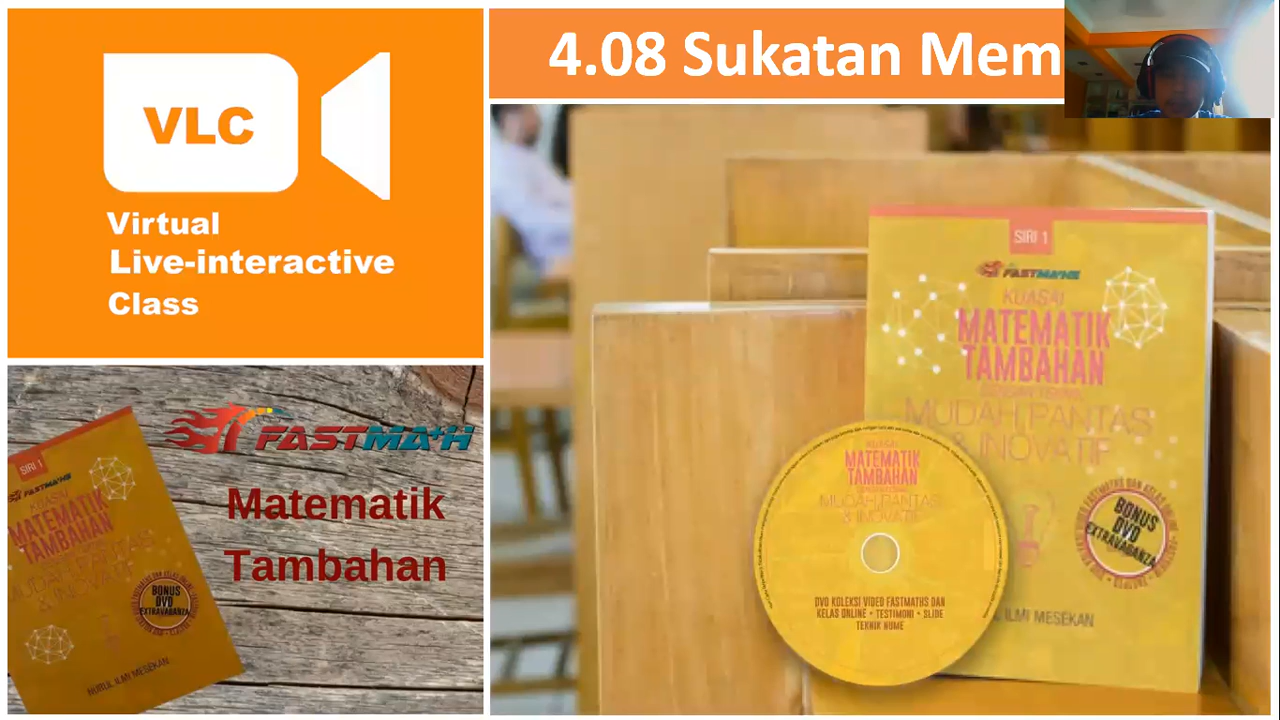 VLC
Virtual
Live-interactive
Class
4.08 Sukatan Mem
SIRI 1
FASTMATHS
KUASAI
MATEMATIK
TAMBAHAN
MUDAH, PANTAS
& INOVATIF
BONUS
DVD
EXTRAVAGANZA
ILMI MESEKAN
KUASAI
MATEMATIK
TAMBAHAN
MUDAH, PANTAS
& INOVATIF
DVD KOLEKSI VIDEO FASTMATHS DAN
KELAS ONLINE • TESTIMONI • SLIDE
TEKNIK NUME
FASTMATH
Matematik
Tambahan
SIRI 1
FASTMATHS
KUASAI
MATEMATIK
TAMBAHAN
MUDAH, PANTAS
& INOVATIF
BONUS
DVD
EXTRAVAGANZA
NURUL ILMI MESEKAN